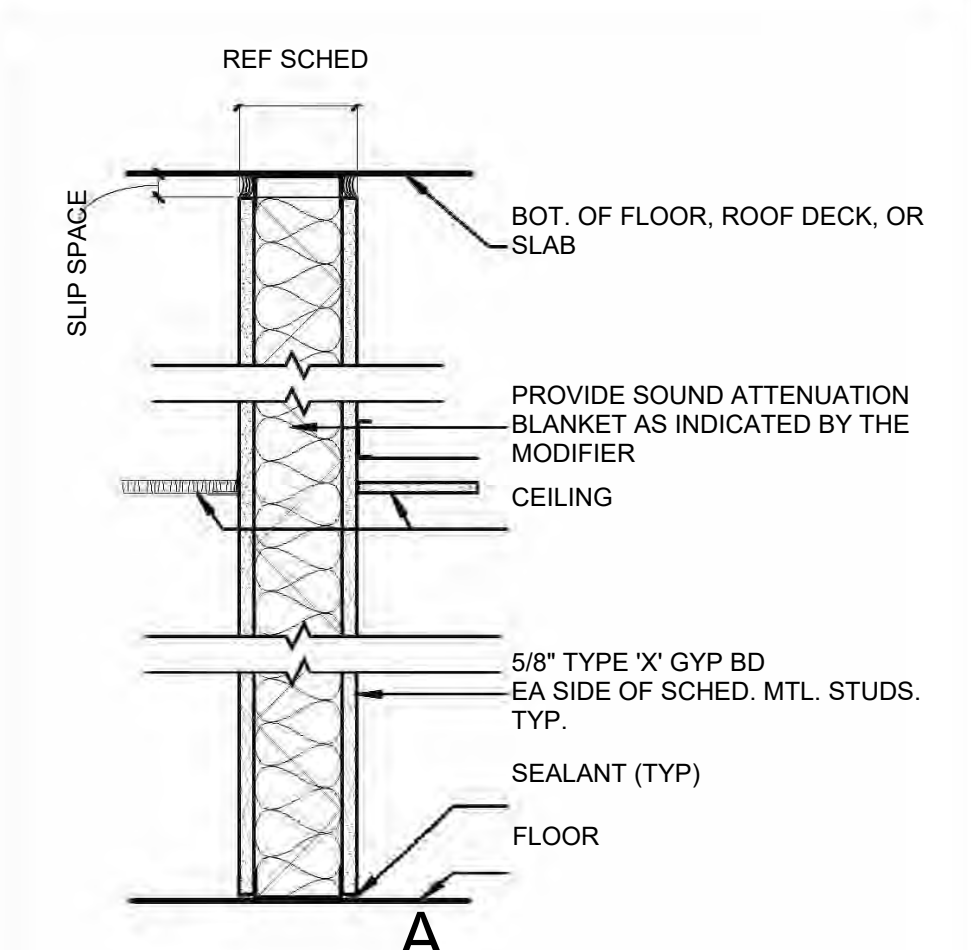 REF SCHED
SLIP SPACE
BOT. OF FLOOR, ROOF DECK, OR
SLAB
PROVIDE SOUND ATTENUATION
BLANKET AS INDICATED BY THE
MODIFIER
CEILING
5/8" TYPE 'X' GYP BD
EA SIDE OF SCHED. MTL. STUDS.
TYP.
SEALANT (TYP)
FLOOR
A